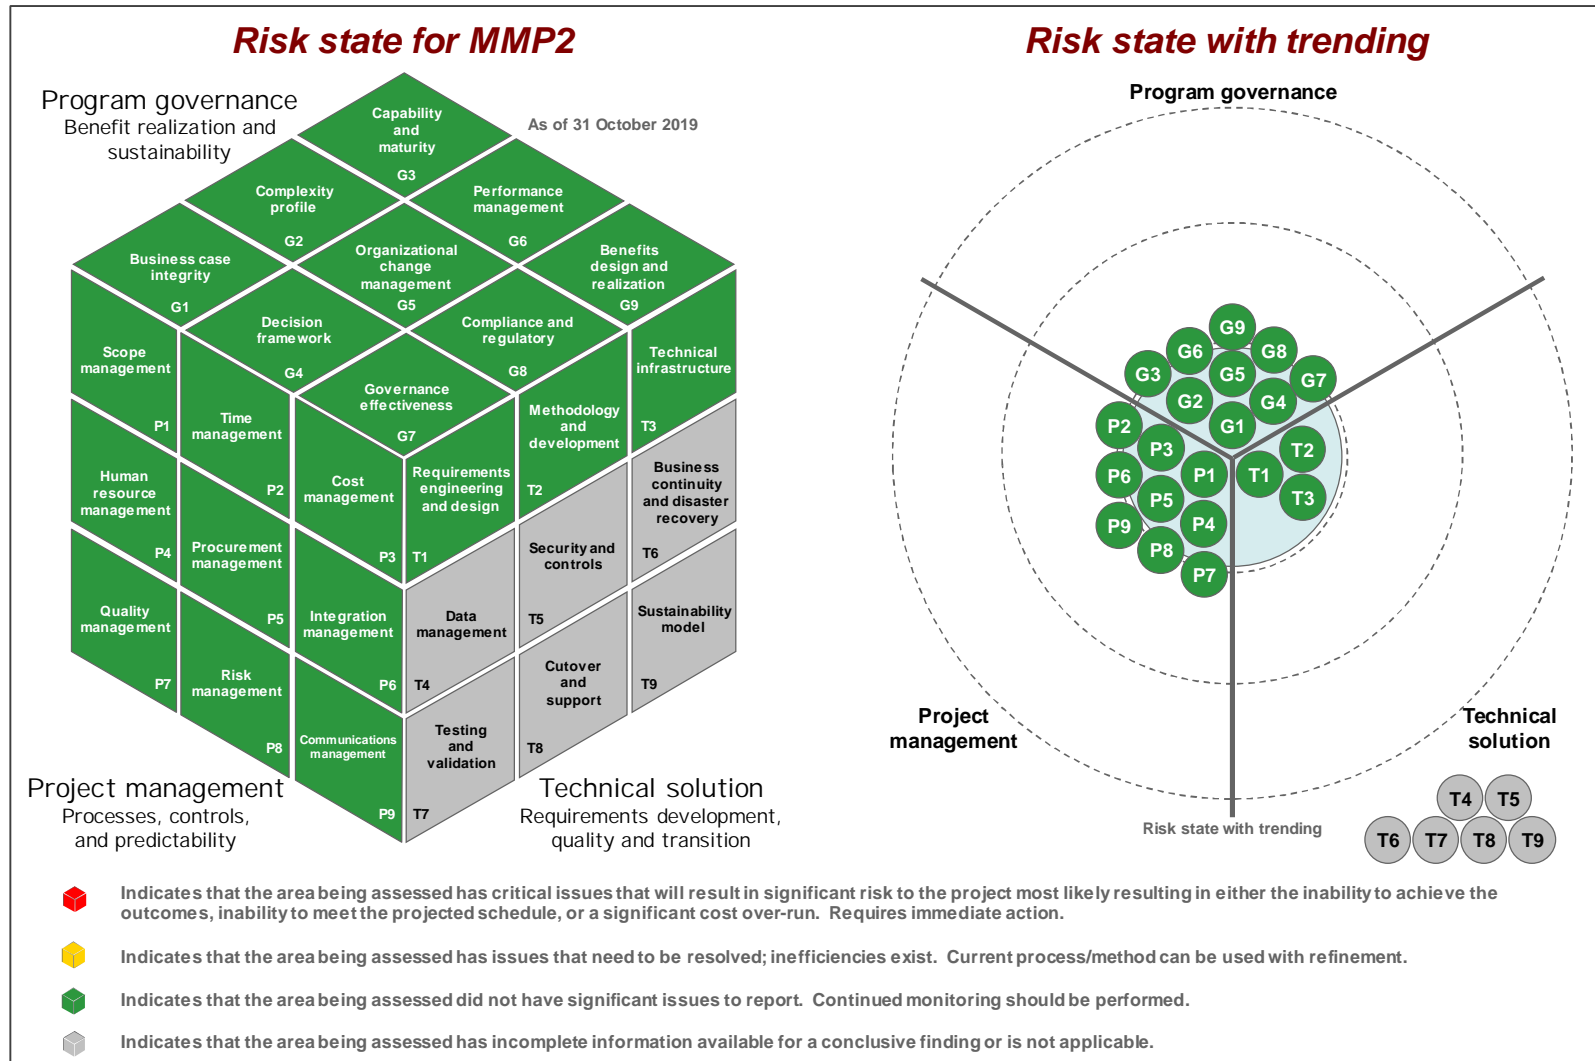 Risk state for MMP2
Risk state with trending
Program governance
Benefit realization and
sustainability
As of 31 October 2019
Capability
and
maturity
G3
Complexity
profile
G2
Performance
management
G6
Business case
integrity
G1
Organizational
change
management
G5
Benefits
design and
realization
G9
Decision
framework
G4
Compliance and
regulatory
G8
Governance
effectiveness
G7
Scope
management
P1
Time
management
P2
Cost
management
P3
Human
resource
management
P4
Procurement
management
P5
Integration
management
P6
Quality
management
P7
Risk
management
P8
Communications
management
P9
Requirements
engineering
and design
T1
Methodology
and
development
T2
Technical
infrastructure
T3
Data
management
T4
Security and
controls
T5
Business
continuity
and disaster
recovery
T6
Testing
and
validation
T7
Cutover
and
support
T8
Sustainability
model
T9
Project management
Processes, controls,
and predictability
Technical solution
Requirements development,
quality and transition
Program governance
G9
G6
G8
G3
G5
G7
G2
G4
G1
P2
P3
P1
P6
P5
P4
P9
P8
P7
T2
T1
T3
Project
management
Technical
solution
Risk state with trending
T4
T5
T6
T7
T8
T9
Indicates that the area being assessed has critical issues that will result in significant risk to the project most likely resulting in either the inability to achieve the
outcomes, inability to meet the projected schedule, or a significant cost over-run. Requires immediate action.
Indicates that the area being assessed has issues that need to be resolved; inefficiencies exist. Current process/method can be used with refinement.
Indicates that the area being assessed did not have significant issues to report. Continued monitoring should be performed.
Indicates that the area being assessed has incomplete information available for a conclusive finding or is not applicable.